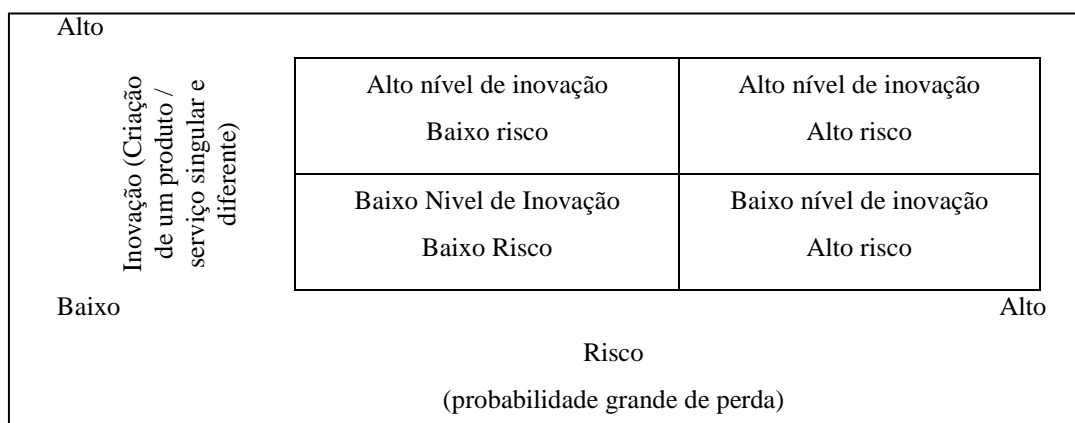 Alto
Inovação (Criação
de um produto /
serviço singular e
diferente)
Alto nível de inovação
Baixo risco
Alto nível de inovação
Alto risco
Baixo Nivel de Inovação
Baixo Risco
Baixo nível de inovação
Alto risco
Baixo
Alto
Risco
(probabilidade grande de perda)